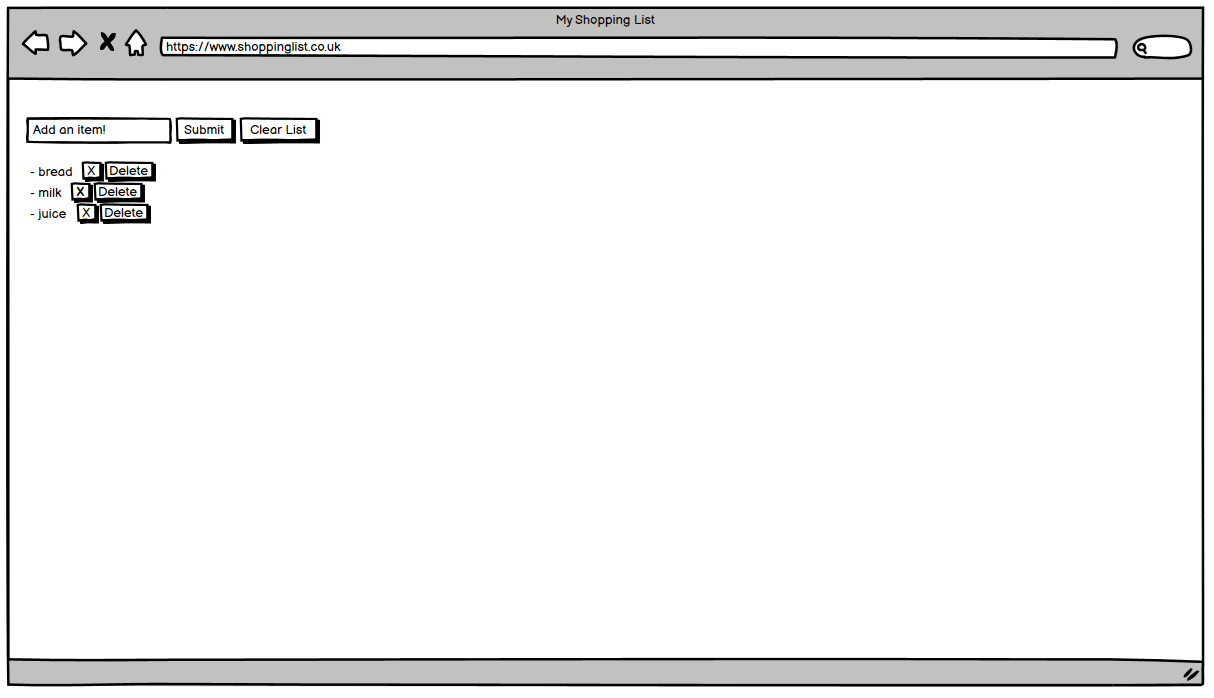 My Shopping List
https://www.shoppinglist.co.uk
Add an item! Submit Clear List
- bread X Delete
- milk X Delete
- juice X Delete